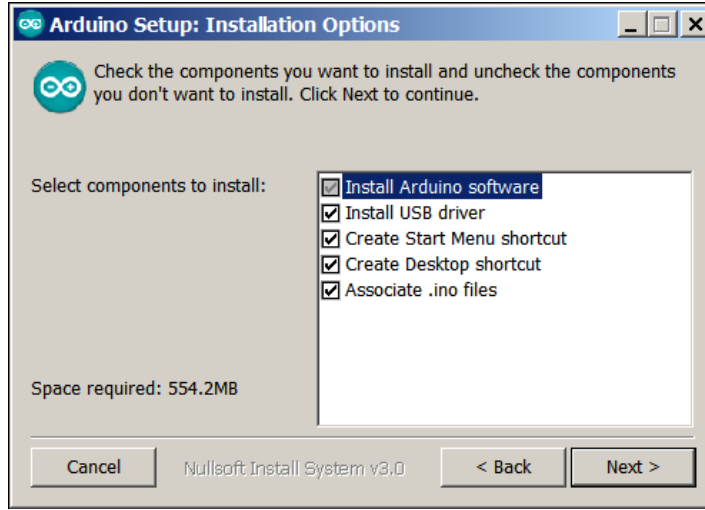 Arduino Setup: Installation Options
Check the components you want to install and uncheck the components
you don't want to install. Click Next to continue.
Select components to install:
Install Arduino software
Install USB driver
Create Start Menu shortcut
Create Desktop shortcut
Associate .ino files
Space required: 554.2MB
Cancel
Nullsoft Install System v3.0
< Back
Next >